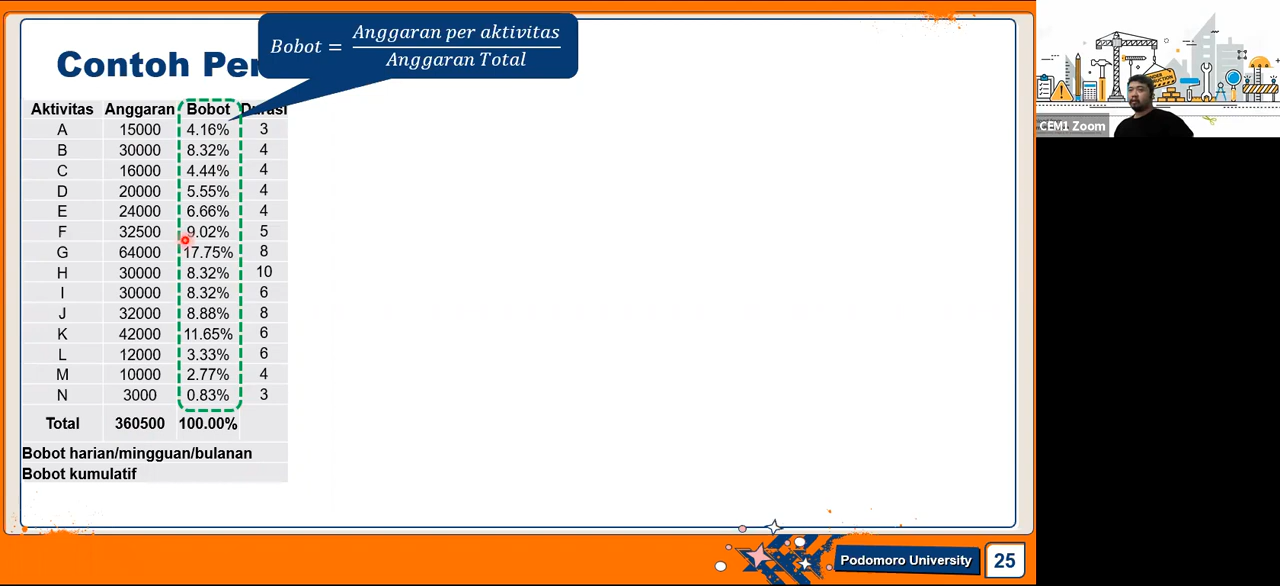 Bobot = Anggaran per aktivitas / Anggaran Total
Contoh Per
Aktivitas Anggaran Bobot Durasi
A 15000 4.16% 3
B 30000 8.32% 4
C 16000 4.44% 4
D 20000 5.55% 4
E 24000 6.66% 4
F 32500 9.02% 5
G 64000 17.75% 8
H 30000 8.32% 10
I 30000 8.32% 6
J 32000 8.88% 8
K 42000 11.65% 6
L 12000 3.33% 6
M 10000 2.77% 4
N 3000 0.83% 3
Total 360500 100.00%
Bobot harian/mingguan/bulanan
Bobot kumulatif
Podomoro University 25
CEM1 Zoom